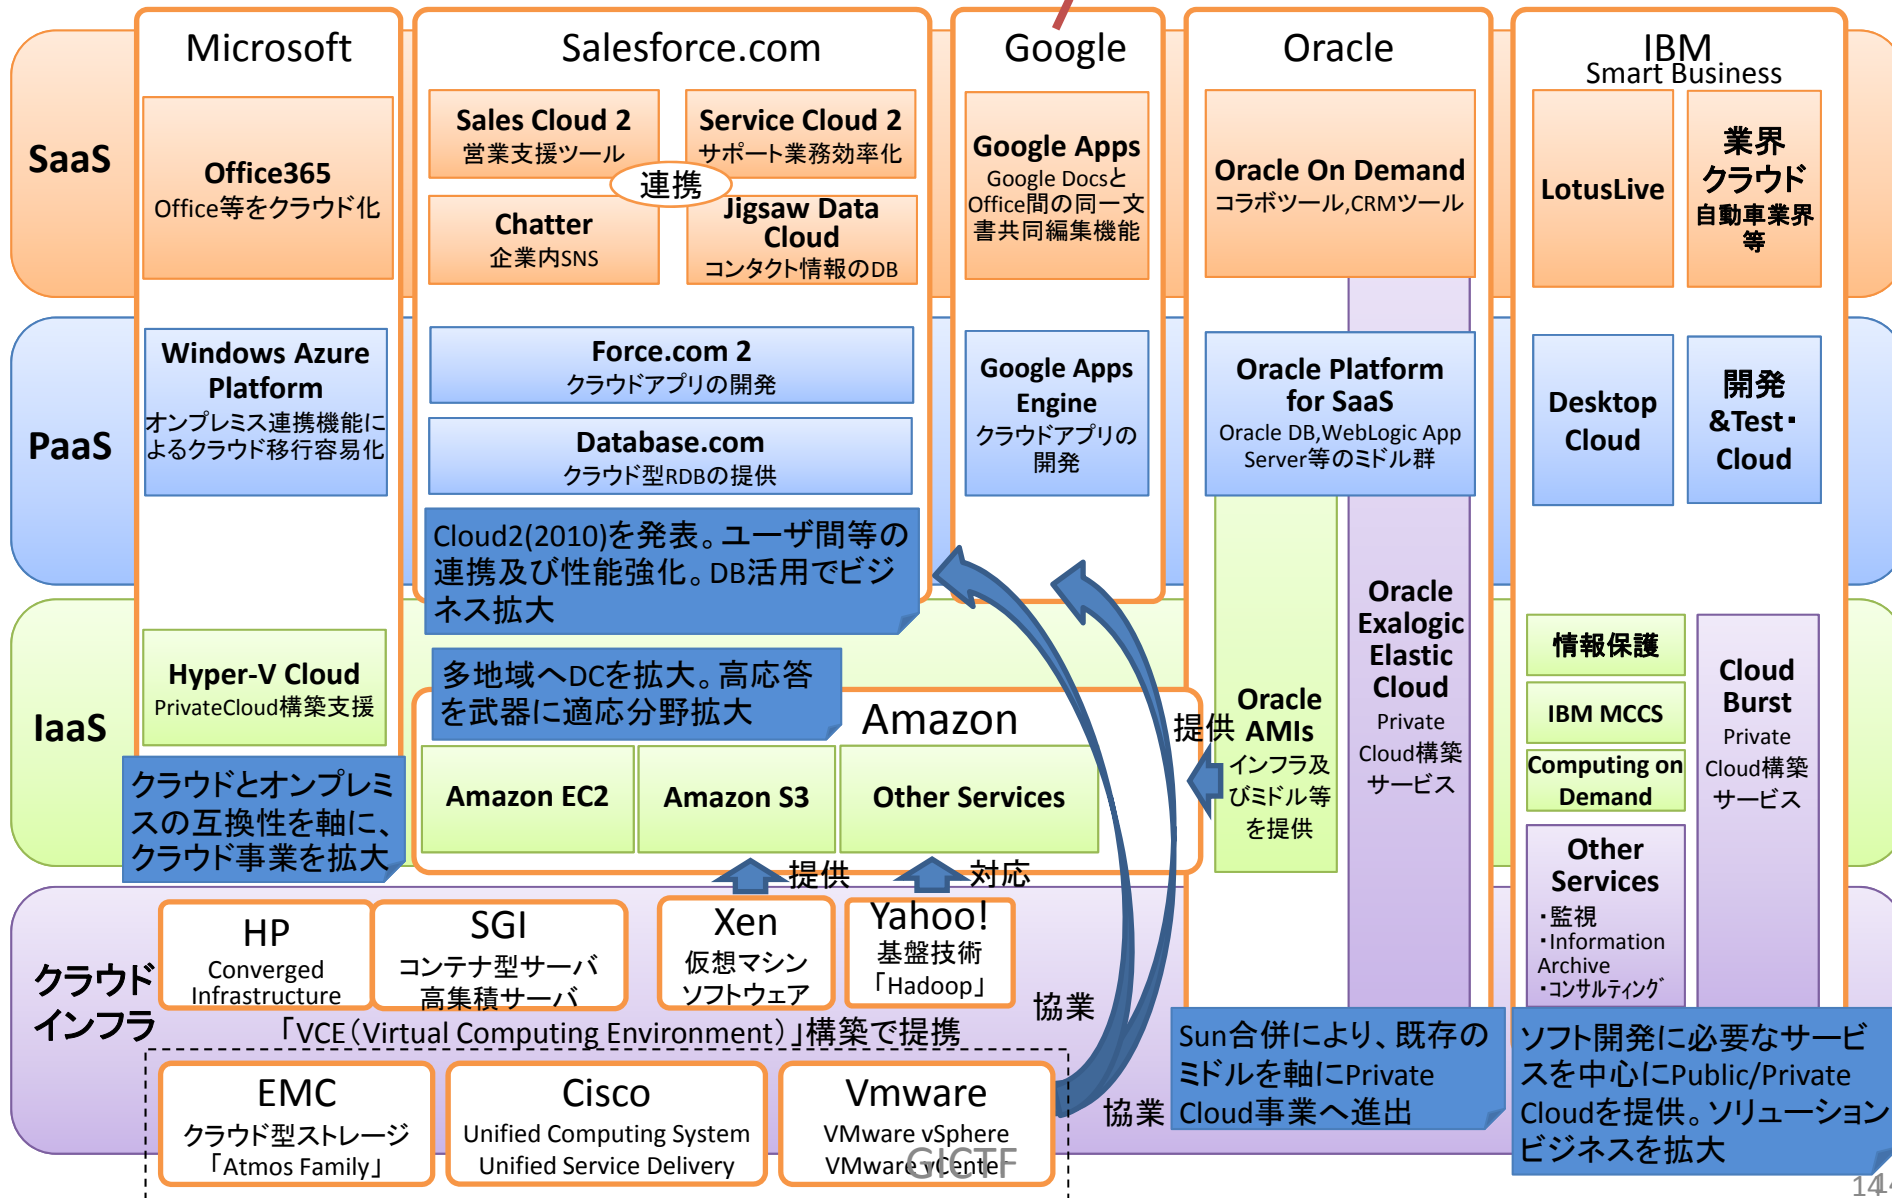 Microsoft
Salesforce.com
Google
Oracle
IBM
Smart Business
SaaS
Office365
Office等をクラウド化
Sales Cloud 2
営業支援ツール
Service Cloud 2
サポート業務効率化
連携
Chatter
企業内SNS
Jigsaw Data
Cloud
コンタクト情報のDB
Google Apps
Google Docsと
Office間の同一文
書共同編集機能
Oracle On Demand
コラボツール,CRMツール
LotusLive
業界
クラウド
自動車業界
等
PaaS
Windows Azure
Platform
オンプレミス連携機能に
よるクラウド移行容易化
Force.com 2
クラウドアプリの開発
Database.com
クラウド型RDBの提供
Google Apps
Engine
クラウドアプリの
開発
Oracle Platform
for SaaS
Oracle DB,WebLogic App
Server等のミドル群
Desktop
Cloud
開発
&Test・
Cloud
Cloud2(2010)を発表。ユーザ間等の
連携及び性能強化。DB活用でビジ
ネス拡大
IaaS
Hyper-V Cloud
PrivateCloud構築支援
クラウドとオンプレミ
スの互換性を軸に、
クラウド事業を拡大
多地域へDCを拡大。高応答
を武器に適応分野拡大
Amazon
Amazon EC2
Amazon S3
Other Services
提供
Oracle
AMIs
インフラ及
びミドル等
を提供
Oracle
Exalogic
Elastic
Cloud
Private
Cloud構築
サービス
情報保護
IBM MCCS
Computing on
Demand
Other
Services
・監視
・Information
Archive
・コンサルティング
Cloud
Burst
Private
Cloud構築
サービス
提供
対応
クラウド
インフラ
HP
Converged
Infrastructure
SGI
コンテナ型サーバ
高集積サーバ
Xen
仮想マシン
ソフトウェア
Yahoo!
基盤技術
「Hadoop」
協業
「VCE(Virtual Computing Environment)」構築で提携
EMC
クラウド型ストレージ
「Atmos Family」
Cisco
Unified Computing System
Unified Service Delivery
Vmware
VMware vSphere
VMware vCenter
協業
Sun合併により、既存の
ミドルを軸にPrivate
Cloud事業へ進出
ソフト開発に必要なサービ
スを中心にPublic/Private
Cloudを提供。ソリューション
ビジネスを拡大
GICTF
14